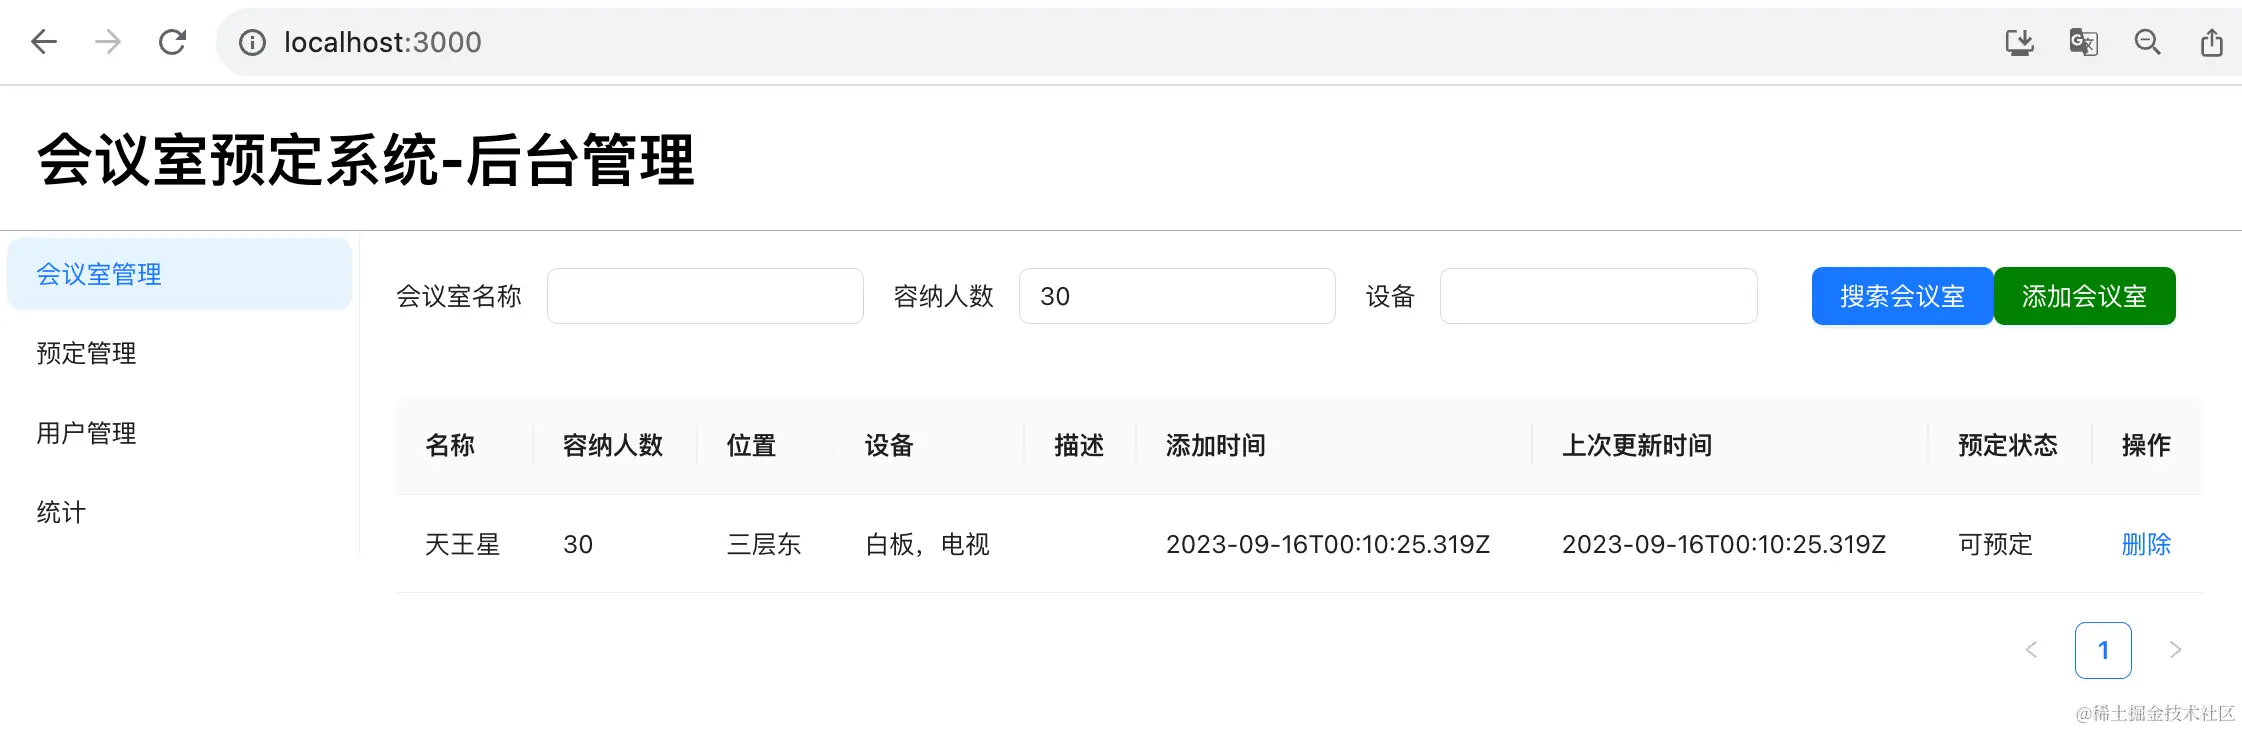 localhost:3000
会议室预定系统-后台管理
会议室管理
预定管理
用户管理
统计
会议室名称 容纳人数 30 设备 搜索会议室 添加会议室
名称 容纳人数 位置 设备 描述 添加时间 上次更新时间 预定状态 操作
天王星 30 三层东 白板，电视 2023-09-16T00:10:25.319Z 2023-09-16T00:10:25.319Z 可预定 删除
< 1 >
@稀土掘金技术社区